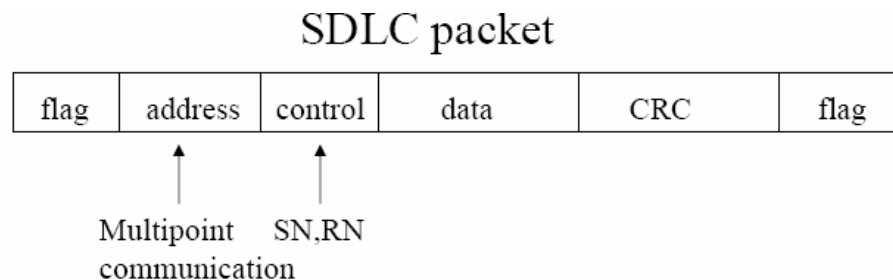 SDLC packet
flag address control data CRC flag
Multipoint SN,RN
communication